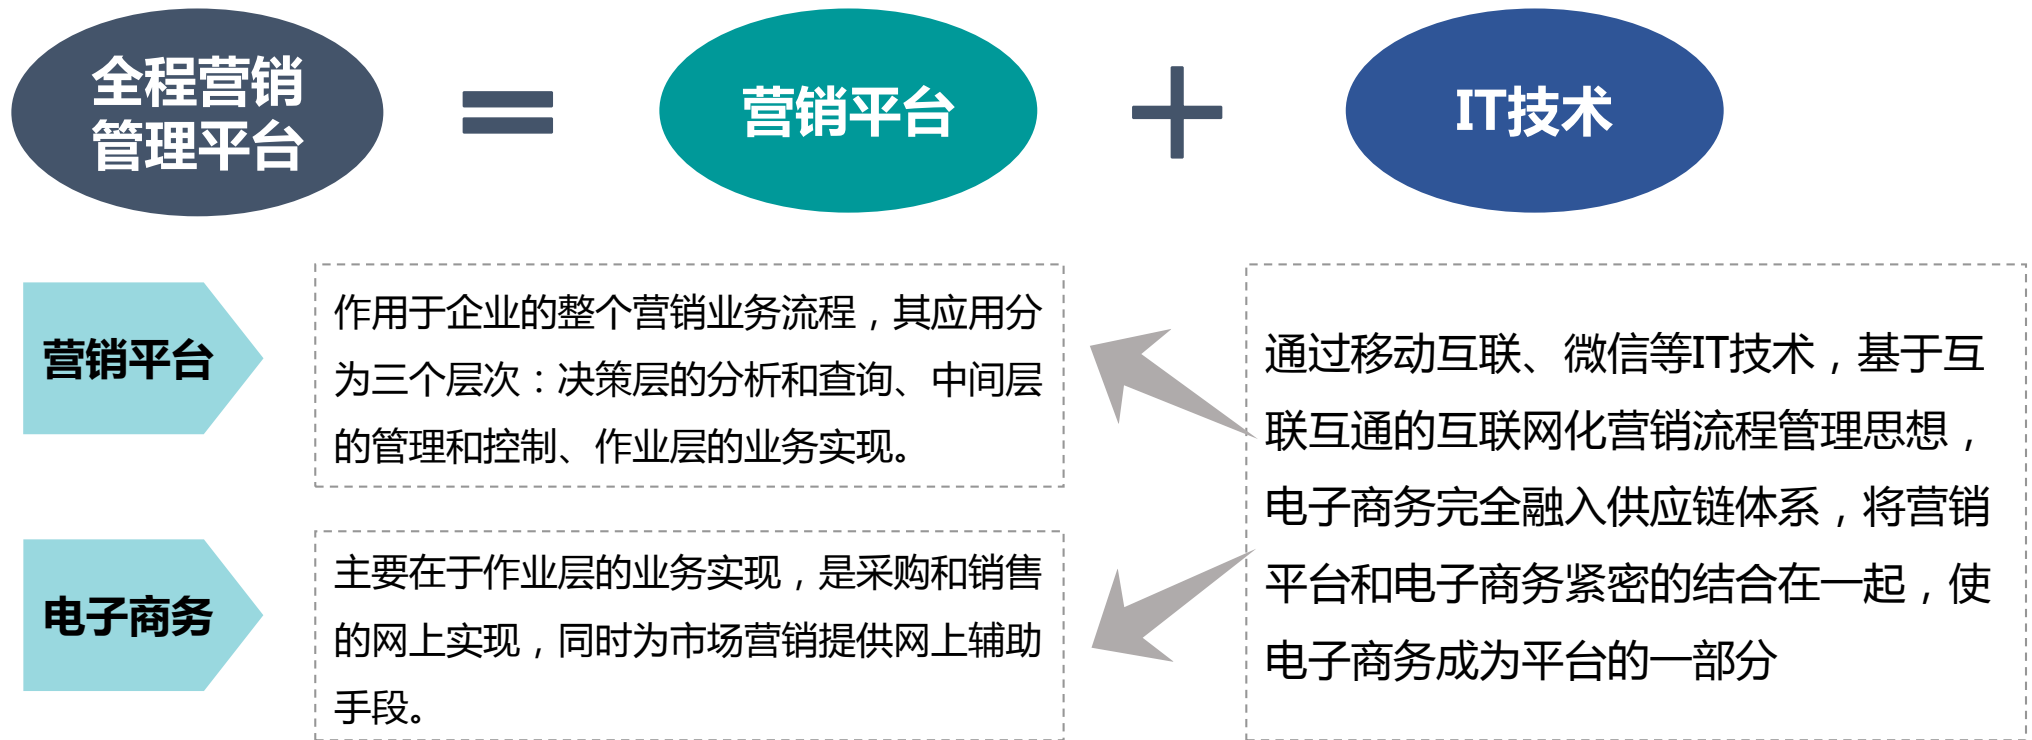 全程营销
管理平台
=
营销平台
+
IT技术
营销平台
作用于企业的整个营销业务流程，其应用分
为三个层次：决策层的分析和查询、中间层
的管理和控制、作业层的业务实现。
电子商务
主要在于作业层的业务实现，是采购和销售
的网上实现，同时为市场营销提供网上辅助
手段。
通过移动互联、微信等IT技术，基于互
联互通的互联网化营销流程管理思想，
电子商务完全融入供应链体系，将营销
平台和电子商务紧密的结合在一起，使
电子商务成为平台的一部分